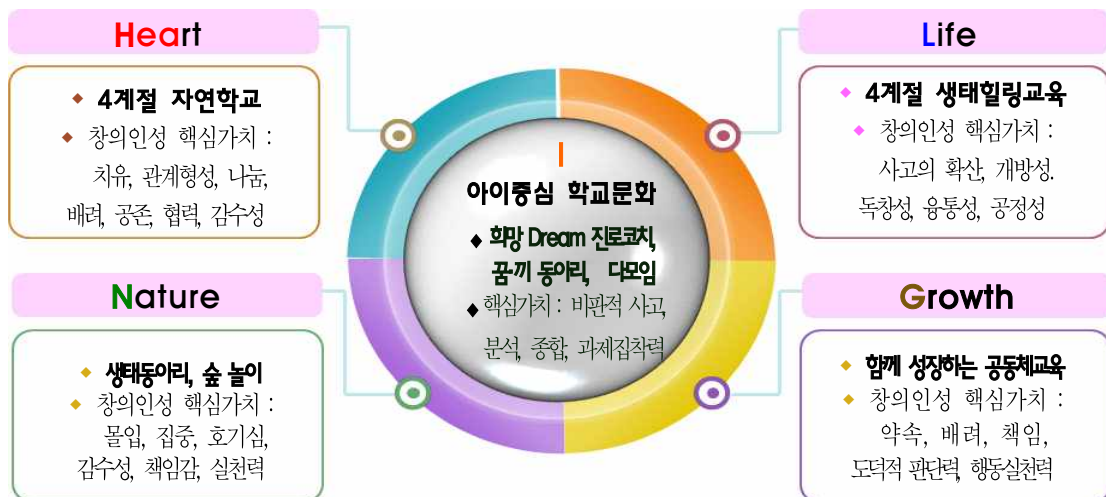 Heart
◆ 4계절 자연학교
◆ 창의인성 핵심가치 :
치유, 관계형성, 나눔,
배려, 공존, 협력, 감수성
Life
◆ 4계절 생태힐링교육
◆ 창의인성 핵심가치 :
사고의 확산, 개방성.
독창성, 융통성, 공정성
I
아이중심 학교문화
◆ 희망 Dream 진로코치,
꿈·끼 동아리, 다모임
◆ 핵심가치 : 비판적 사고,
분석, 종합, 과제집착력
Nature
◆ 생태동아리, 숲 놀이
◆ 창의인성 핵심가치 :
몰입, 집중, 호기심,
감수성, 책임감, 실천력
Growth
◆ 함께 성장하는 공동체교육
◆ 창의인성 핵심가치 :
약속, 배려, 책임,
도덕적 판단력, 행동실천력